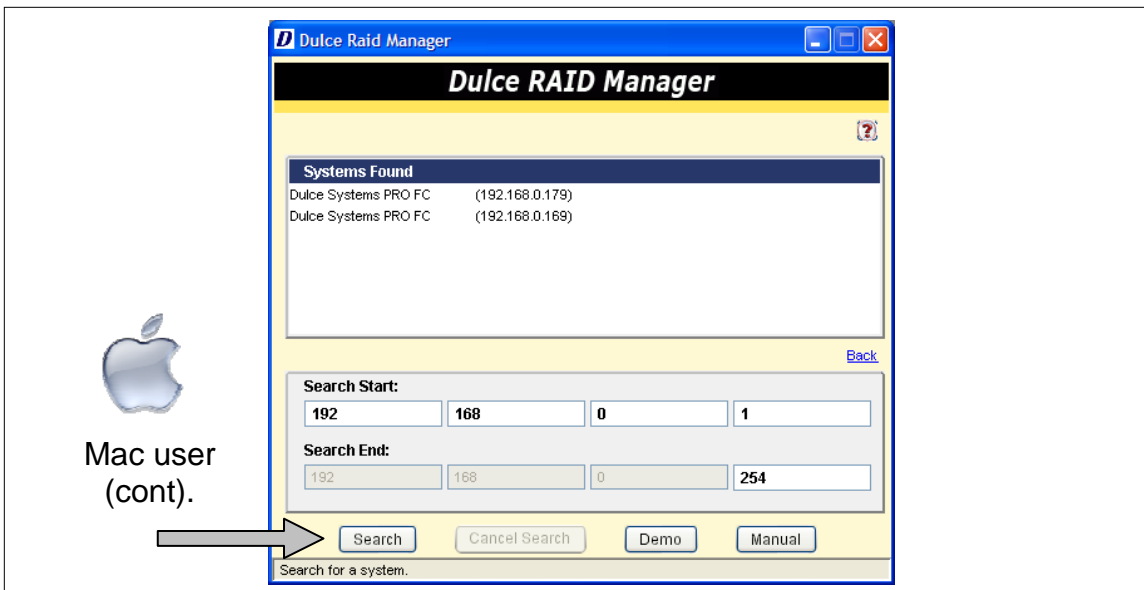 D Dulce Raid Manager
Dulce RAID Manager
?
Systems Found
Dulce Systems PRO FC (192.168.0.179)
Dulce Systems PRO FC (192.168.0.169)
Back
Search Start:
192 168 0 1
Search End:
192 168 0 254
Mac user
(cont).
Search Cancel Search Demo Manual
Search for a system.